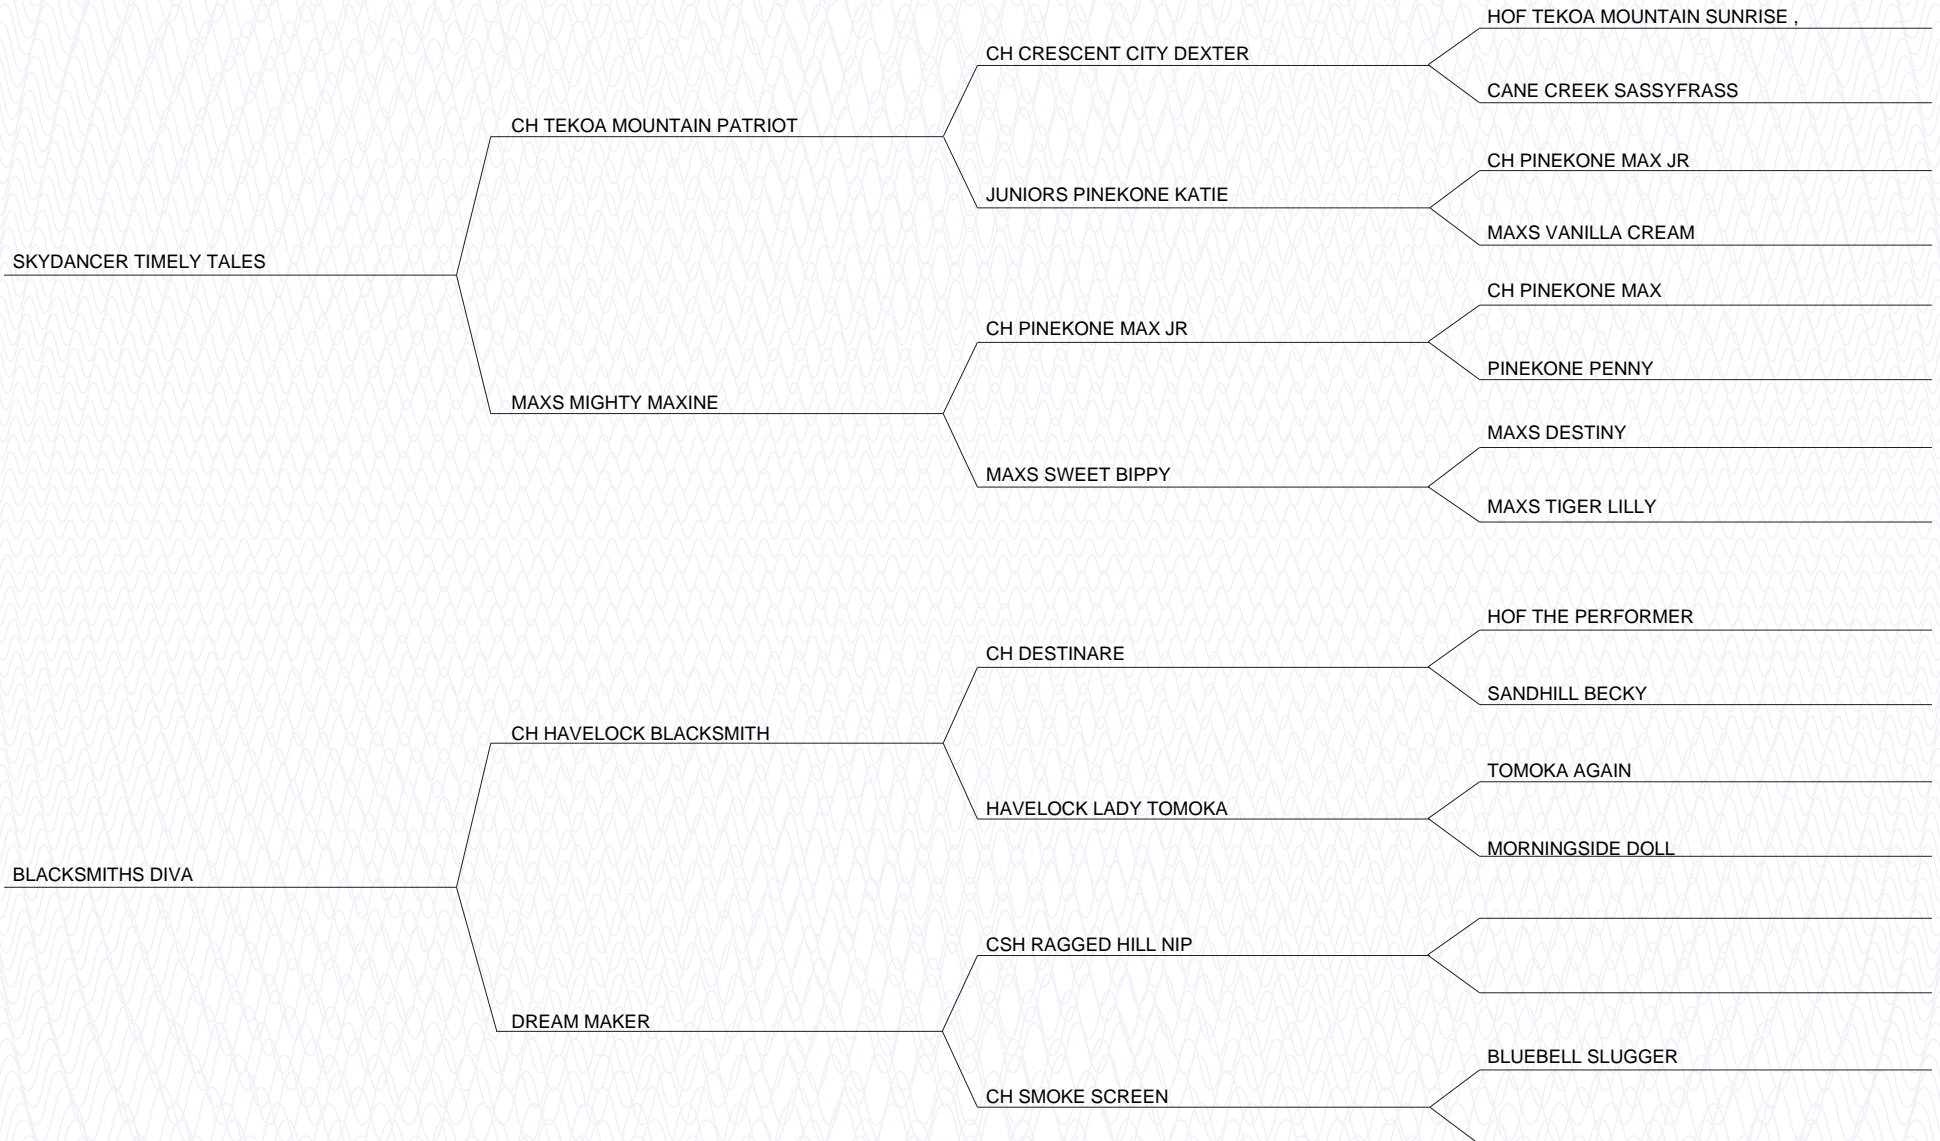 HOF TEKOA MOUNTAIN SUNRISE ,
CH CRESCENT CITY DEXTER
CANE CREEK SASSYFRASS
CH TEKOA MOUNTAIN PATRIOT
CH PINEKONE MAX JR
JUNIORS PINEKONE KATIE
MAXS VANILLA CREAM
SKYDANCER TIMELY TALES
CH PINEKONE MAX
CH PINEKONE MAX JR
PINEKONE PENNY
MAXS MIGHTY MAXINE
MAXS DESTINY
MAXS SWEET BIPPY
MAXS TIGER LILLY
HOF THE PERFORMER
CH DESTINARE
SANDHILL BECKY
CH HAVELOCK BLACKSMITH
TOMOKA AGAIN
HAVELOCK LADY TOMOKA
MORNINGSIDE DOLL
BLACKSMITHS DIVA
CSH RAGGED HILL NIP
DREAM MAKER
BLUEBELL SLUGGER
CH SMOKE SCREEN